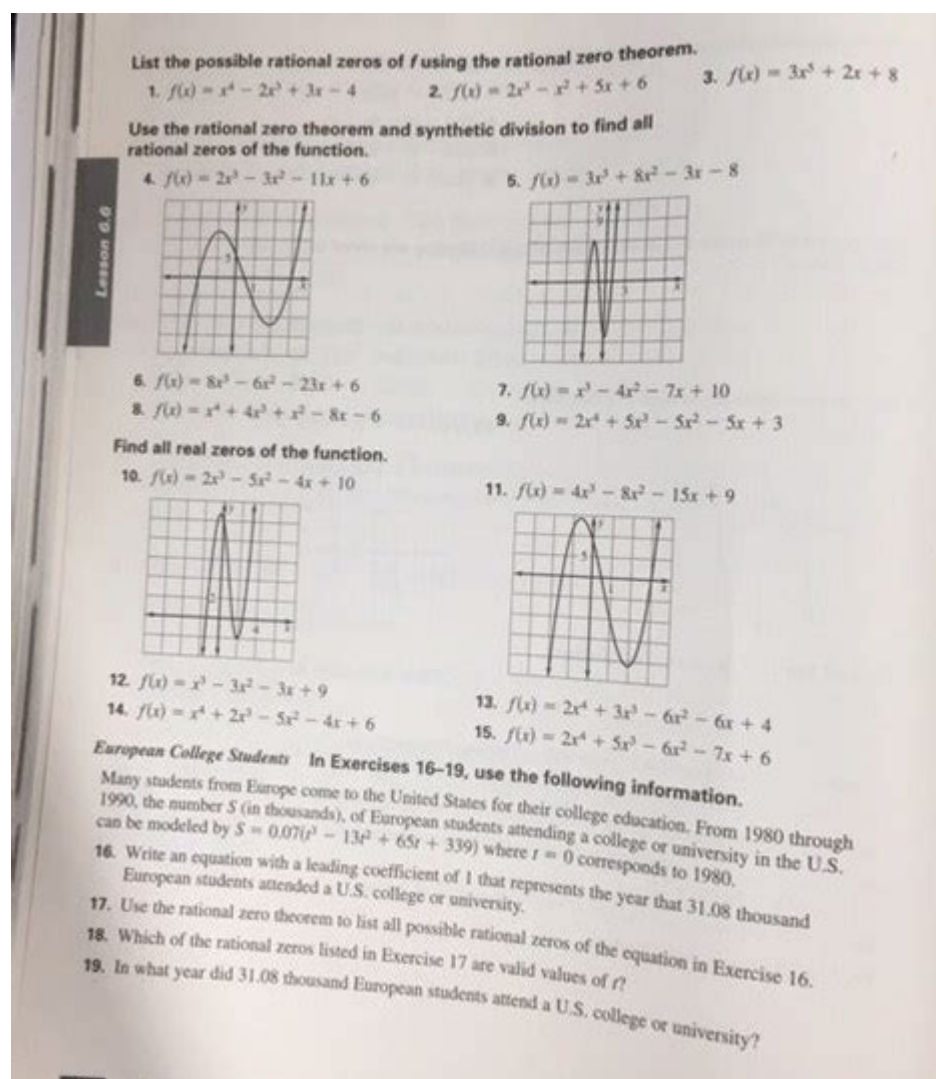 List the possible rational zeros of f using the rational zero theorem.
1. f(x) = x⁴ − 2x³ + 3x − 4
2. f(x) = 2x³ − x² + 5x + 6
3. f(x) = 3x⁵ + 2x + 8
Use the rational zero theorem and synthetic division to find all
rational zeros of the function.
4. f(x) = 2x³ − 3x² − 11x + 6
5. f(x) = 3x³ + 8x² − 3x − 8
Lesson 6.6
6. f(x) = 8x³ − 6x² − 23x + 6
7. f(x) = x³ − 4x² − 7x + 10
8. f(x) = x⁴ + 4x³ + x² − 8x − 6
9. f(x) = 2x⁴ + 5x³ − 5x² − 5x + 3
Find all real zeros of the function.
10. f(x) = 2x³ − 5x² − 4x + 10
11. f(x) = 4x³ − 8x² − 15x + 9
12. f(x) = x³ − 3x² − 3x + 9
13. f(x) = 2x⁴ + 3x³ − 6x² − 6x + 4
14. f(x) = x⁴ + 2x³ − 5x² − 4x + 6
15. f(x) = 2x⁴ + 5x³ − 6x² − 7x + 6
European College Students In Exercises 16–19, use the following information.
Many students from Europe come to the United States for their college education. From 1980 through
1990, the number S (in thousands), of European students attending a college or university in the U.S.
can be modeled by S = 0.07(t³ − 13t² + 65t + 339) where t = 0 corresponds to 1980.
16. Write an equation with a leading coefficient of 1 that represents the year that 31.08 thousand
European students attended a U.S. college or university.
17. Use the rational zero theorem to list all possible rational zeros of the equation in Exercise 16.
18. Which of the rational zeros listed in Exercise 17 are valid values of t?
19. In what year did 31.08 thousand European students attend a U.S. college or university?